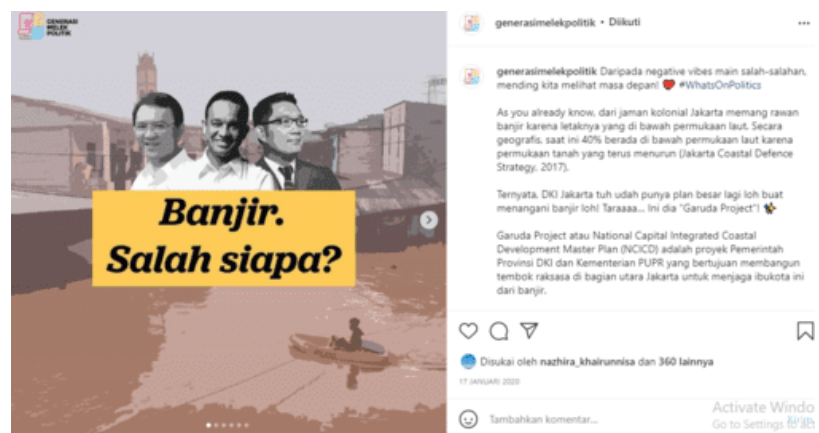 GENERASI
MELEK
POLITIK
Banjir.
Salah siapa?
generasimelekpolitik • Diikuti
generasimelekpolitik Daripada negative vibes main salah-salahan,
mending kita melihat masa depan! ❤️ #WhatsOnPolitics
As you already know, dari jaman kolonial Jakarta memang rawan
banjir karena letaknya yang di bawah permukaan laut. Secara
geografis, saat ini 40% berada di bawah permukaan laut karena
permukaan tanah yang terus menurun (Jakarta Coastal Defence
Strategy, 2017).
Ternyata, DKI Jakarta tuh udah punya plan besar lagi loh buat
menangani banjir loh! Taraaaa... Ini dia "Garuda Project"!
Garuda Project atau National Capital Integrated Coastal
Development Master Plan (NCICD) adalah proyek Pemerintah
Provinsi DKI dan Kementerian PUPR yang bertujuan membangun
tembok raksasa di bagian utara Jakarta untuk menjaga ibukota ini
dari banjir.
Disukai oleh nazhira_khairunnisa dan 360 lainnya
17 JANUARI 2020
Tambahkan komentar...
Kirim
Activate Windo
Go to Settings to act